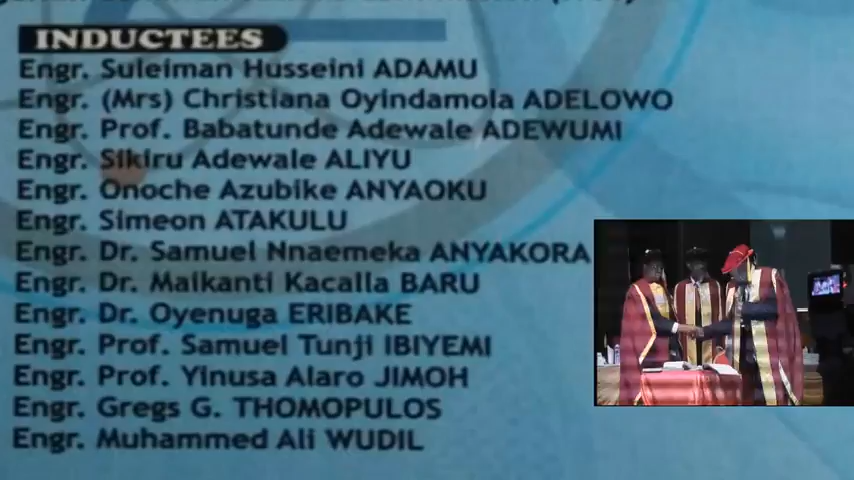 INDUCTEES
Engr. Suleiman Husseini ADAMU
Engr. (Mrs) Christiana Oyindamola ADELOWO
Engr. Prof. Babatunde Adewale ADEWUMI
Engr. Sikiru Adewale ALIYU
Engr. Onoche Azubike ANYAOKU
Engr. Simeon ATAKULU
Engr. Dr. Samuel Nnaemeka ANYAKORA
Engr. Dr. Maikanti Kacalla BARU
Engr. Dr. Oyenuga ERIBAKE
Engr. Prof. Samuel Tunji IBIYEMI
Engr. Prof. Yinusa Alaro JIMOH
Engr. Gregs G. THOMOPULOS
Engr. Muhammed Ali WUDIL